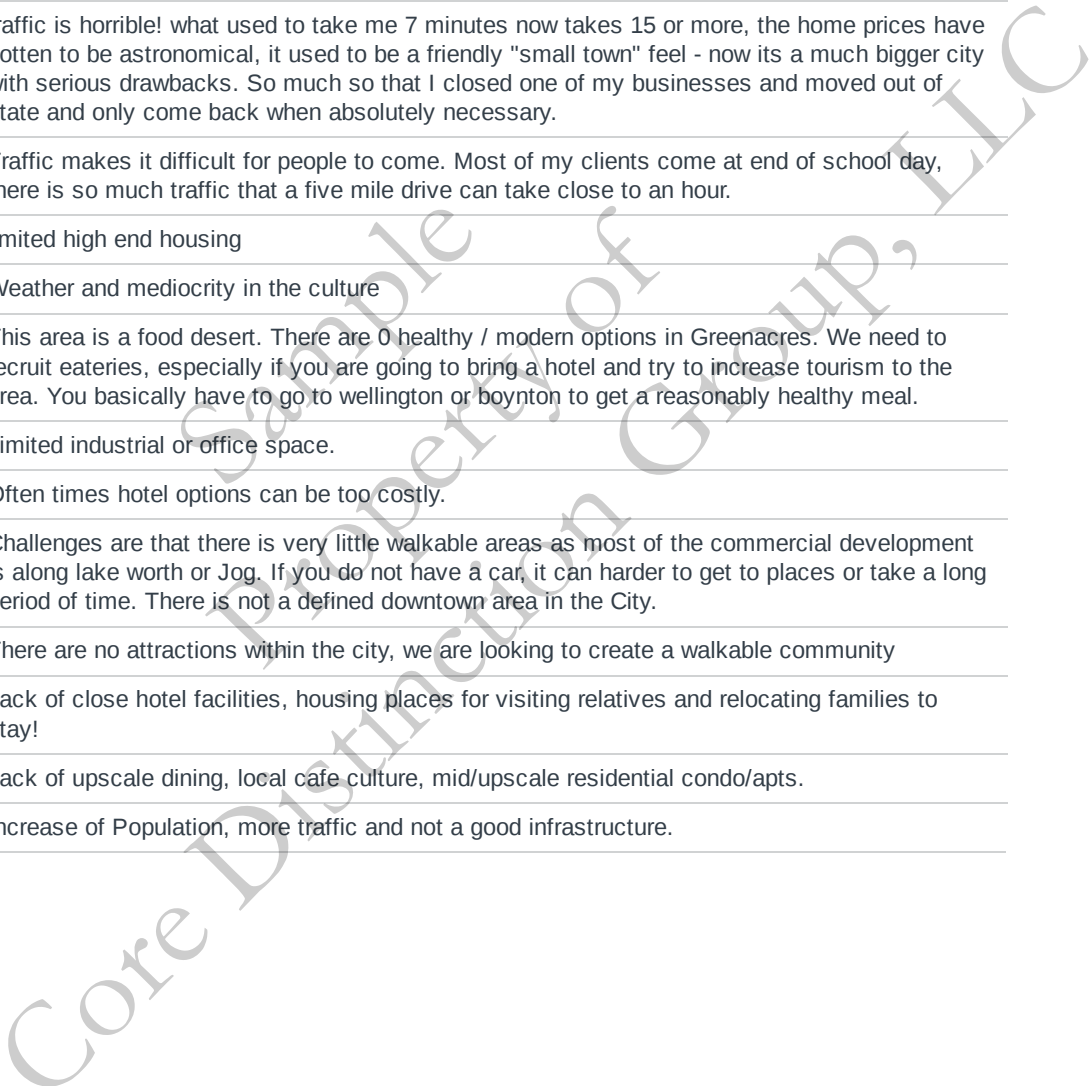 raffic is horrible! what used to take me 7 minutes now takes 15 or more, the home prices have
otten to be astronomical, it used to be a friendly "small town" feel - now its a much bigger city
ith serious drawbacks. So much so that I closed one of my businesses and moved out of
tate and only come back when absolutely necessary.
raffic makes it difficult for people to come. Most of my clients come at end of school day,
here is so much traffic that a five mile drive can take close to an hour.
imited high end housing
Weather and mediocrity in the culture
his area is a food desert. There are 0 healthy / modern options in Greenacres. We need to
ecruit eateries, especially if you are going to bring a hotel and try to increase tourism to the
rea. You basically have to go to wellington or boynton to get a reasonably healthy meal.
imited industrial or office space.
Often times hotel options can be too costly.
Challenges are that there is very little walkable areas as most of the commercial development
s along lake worth or Jog. If you do not have a car, it can harder to get to places or take a long
eriod of time. There is not a defined downtown area in the City.
here are no attractions within the city, we are looking to create a walkable community
ack of close hotel facilities, housing places for visiting relatives and relocating families to
tay!
ack of upscale dining, local cafe culture, mid/upscale residential condo/apts.
ncrease of Population, more traffic and not a good infrastructure.
Sample
Property of
Core Distinction Group, LLC